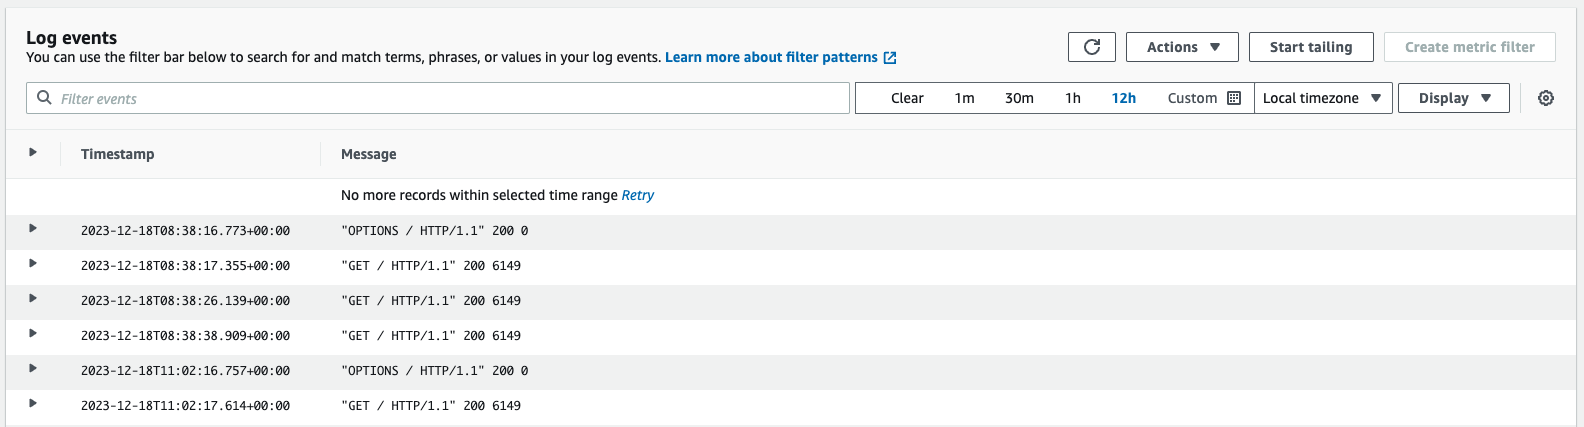 Log events
You can use the filter bar below to search for and match terms, phrases, or values in your log events. Learn more about filter patterns
Actions
Start tailing
Create metric filter
Filter events
Clear 1m 30m 1h 12h Custom
Local timezone
Display
Timestamp Message
No more records within selected time range Retry
2023-12-18T08:38:16.773+00:00 "OPTIONS / HTTP/1.1" 200 0
2023-12-18T08:38:17.355+00:00 "GET / HTTP/1.1" 200 6149
2023-12-18T08:38:26.139+00:00 "GET / HTTP/1.1" 200 6149
2023-12-18T08:38:38.909+00:00 "GET / HTTP/1.1" 200 6149
2023-12-18T11:02:16.757+00:00 "OPTIONS / HTTP/1.1" 200 0
2023-12-18T11:02:17.614+00:00 "GET / HTTP/1.1" 200 6149